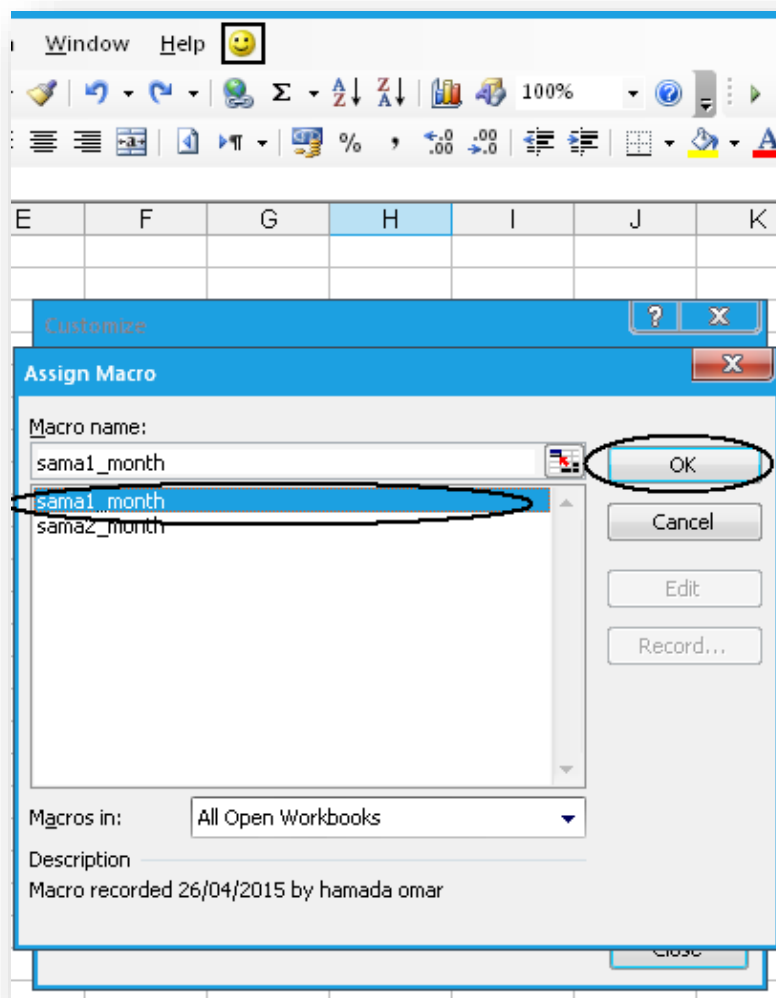 Window Help
100%
E F G H I J K
Customize
Assign Macro
Macro name:
sama1_month
OK
sama1_month
sama2_month
Cancel
Edit
Record...
Macros in: All Open Workbooks
Description
Macro recorded 26/04/2015 by hamada omar
Close